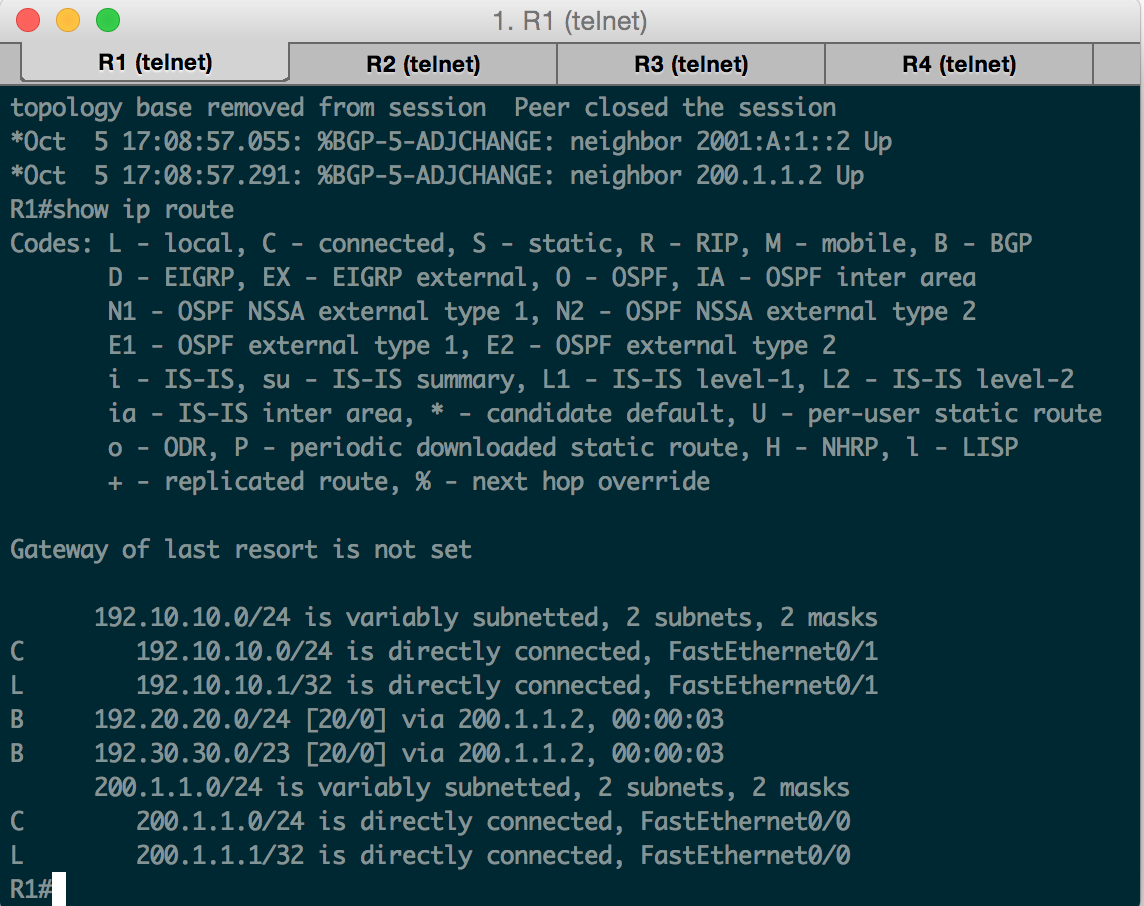 1. R1 (telnet)
R1 (telnet) R2 (telnet) R3 (telnet) R4 (telnet)
topology base removed from session  Peer closed the session
*Oct  5 17:08:57.055: %BGP-5-ADJCHANGE: neighbor 2001:A:1::2 Up
*Oct  5 17:08:57.291: %BGP-5-ADJCHANGE: neighbor 200.1.1.2 Up
R1#show ip route
Codes: L - local, C - connected, S - static, R - RIP, M - mobile, B - BGP
       D - EIGRP, EX - EIGRP external, O - OSPF, IA - OSPF inter area
       N1 - OSPF NSSA external type 1, N2 - OSPF NSSA external type 2
       E1 - OSPF external type 1, E2 - OSPF external type 2
       i - IS-IS, su - IS-IS summary, L1 - IS-IS level-1, L2 - IS-IS level-2
       ia - IS-IS inter area, * - candidate default, U - per-user static route
       o - ODR, P - periodic downloaded static route, H - NHRP, l - LISP
       + - replicated route, % - next hop override
Gateway of last resort is not set
      192.10.10.0/24 is variably subnetted, 2 subnets, 2 masks
C        192.10.10.0/24 is directly connected, FastEthernet0/1
L        192.10.10.1/32 is directly connected, FastEthernet0/1
B     192.20.20.0/24 [20/0] via 200.1.1.2, 00:00:03
B     192.30.30.0/23 [20/0] via 200.1.1.2, 00:00:03
      200.1.1.0/24 is variably subnetted, 2 subnets, 2 masks
C        200.1.1.0/24 is directly connected, FastEthernet0/0
L        200.1.1.1/32 is directly connected, FastEthernet0/0
R1#